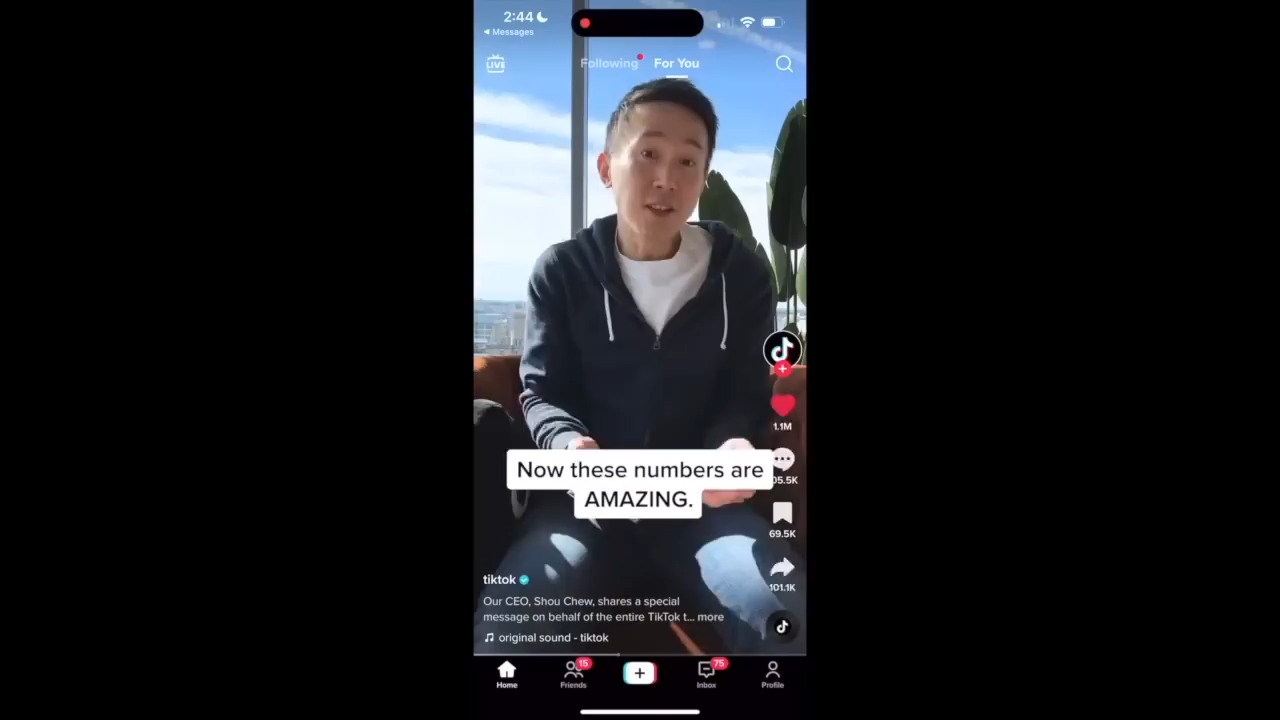 2:44
Messages
LIVE
Following
For You
1.1M
Now these numbers are
AMAZING.
05.5K
69.5K
101.1K
tiktok
Our CEO, Shou Chew, shares a special
message on behalf of the entire TikTok t... more
original sound - tiktok
15
75
Home
Friends
Inbox
Profile